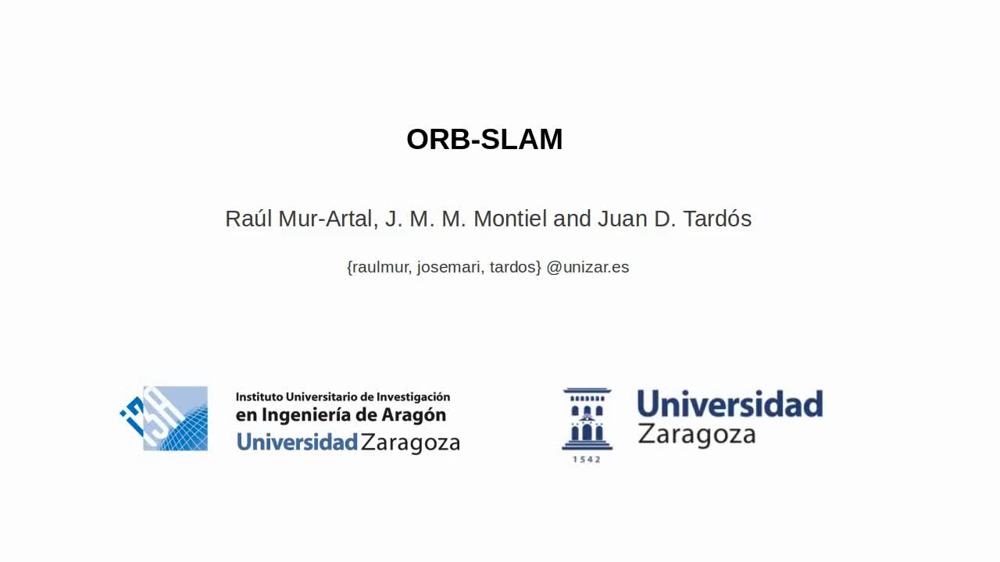 ORB-SLAM
Raúl Mur-Artal, J. M. M. Montiel and Juan D. Tardós
{raulmur, josemari, tardos} @unizar.es
i3A
Instituto Universitario de Investigación
en Ingeniería de Aragón
Universidad Zaragoza
1542
Universidad
Zaragoza